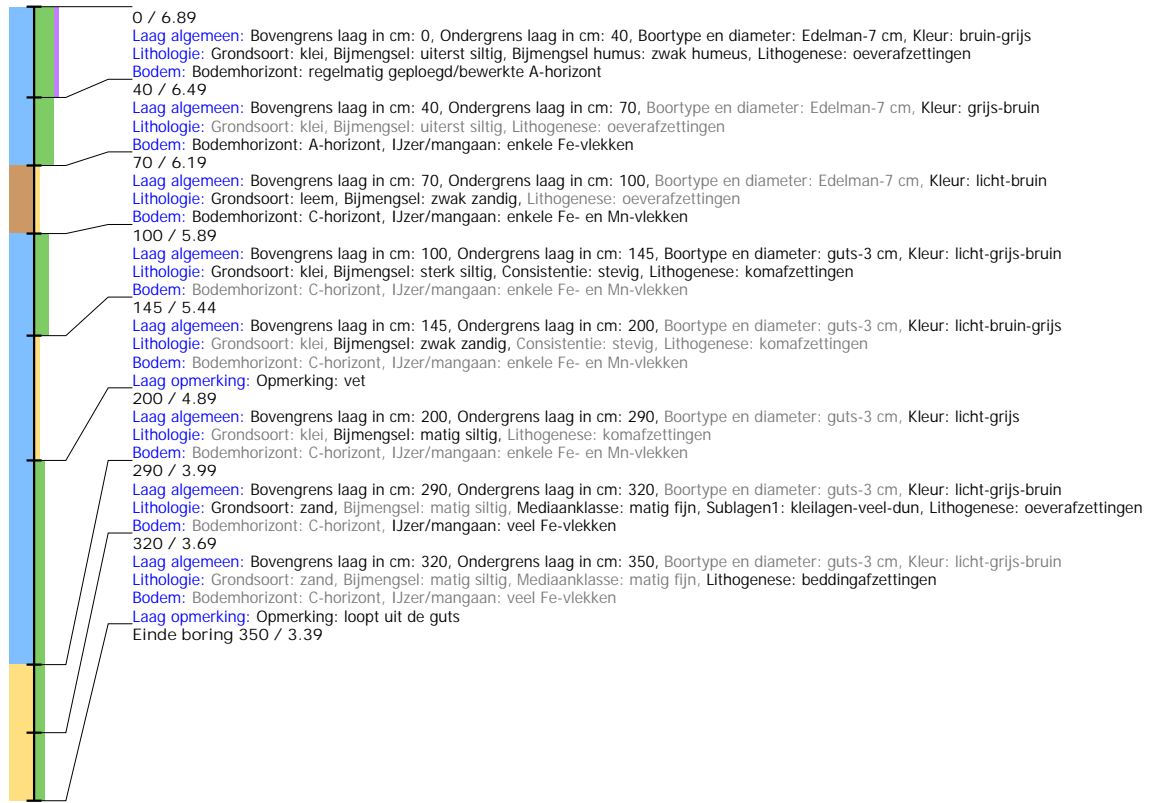 0 / 6.89
Laag algemeen: Bovengrens laag in cm: 0, Ondergrens laag in cm: 40, Boortype en diameter: Edelman-7 cm, Kleur: bruin-grijs
Lithologie: Grondsoort: klei, Bijmengsel: uiterst siltig, Bijmengsel humus: zwak humeus, Lithogenese: oeverafzettingen
Bodem: Bodemhorizont: regelmatig geploegd/bewerkte A-horizont
40 / 6.49
Laag algemeen: Bovengrens laag in cm: 40, Ondergrens laag in cm: 70, Boortype en diameter: Edelman-7 cm, Kleur: grijs-bruin
Lithologie: Grondsoort: klei, Bijmengsel: uiterst siltig, Lithogenese: oeverafzettingen
Bodem: Bodemhorizont: A-horizont, IJzer/mangaan: enkele Fe-vlekken
70 / 6.19
Laag algemeen: Bovengrens laag in cm: 70, Ondergrens laag in cm: 100, Boortype en diameter: Edelman-7 cm, Kleur: licht-bruin
Lithologie: Grondsoort: leem, Bijmengsel: zwak zandig, Lithogenese: oeverafzettingen
Bodem: Bodemhorizont: C-horizont, IJzer/mangaan: enkele Fe- en Mn-vlekken
100 / 5.89
Laag algemeen: Bovengrens laag in cm: 100, Ondergrens laag in cm: 145, Boortype en diameter: guts-3 cm, Kleur: licht-grijs-bruin
Lithologie: Grondsoort: klei, Bijmengsel: sterk siltig, Consistentie: stevig, Lithogenese: komafzettingen
Bodem: Bodemhorizont: C-horizont, IJzer/mangaan: enkele Fe- en Mn-vlekken
145 / 5.44
Laag algemeen: Bovengrens laag in cm: 145, Ondergrens laag in cm: 200, Boortype en diameter: guts-3 cm, Kleur: licht-bruin-grijs
Lithologie: Grondsoort: klei, Bijmengsel: zwak zandig, Consistentie: stevig, Lithogenese: komafzettingen
Bodem: Bodemhorizont: C-horizont, IJzer/mangaan: enkele Fe- en Mn-vlekken
Laag opmerking: Opmerking: vet
200 / 4.89
Laag algemeen: Bovengrens laag in cm: 200, Ondergrens laag in cm: 290, Boortype en diameter: guts-3 cm, Kleur: licht-grijs
Lithologie: Grondsoort: klei, Bijmengsel: matig siltig, Lithogenese: komafzettingen
Bodem: Bodemhorizont: C-horizont, IJzer/mangaan: enkele Fe- en Mn-vlekken
290 / 3.99
Laag algemeen: Bovengrens laag in cm: 290, Ondergrens laag in cm: 320, Boortype en diameter: guts-3 cm, Kleur: licht-grijs-bruin
Lithologie: Grondsoort: zand, Bijmengsel: matig siltig, Mediaanklasse: matig fijn, Sublagen1: kleilagen-veel-dun, Lithogenese: oeverafzettingen
Bodem: Bodemhorizont: C-horizont, IJzer/mangaan: veel Fe-vlekken
320 / 3.69
Laag algemeen: Bovengrens laag in cm: 320, Ondergrens laag in cm: 350, Boortype en diameter: guts-3 cm, Kleur: licht-grijs-bruin
Lithologie: Grondsoort: zand, Bijmengsel: matig siltig, Mediaanklasse: matig fijn, Lithogenese: beddingafzettingen
Bodem: Bodemhorizont: C-horizont, IJzer/mangaan: veel Fe-vlekken
Laag opmerking: Opmerking: loopt uit de guts
Einde boring 350 / 3.39